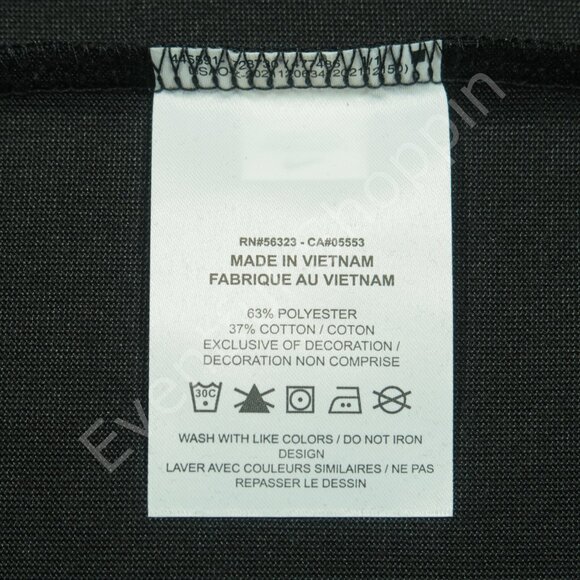 RN#56323 - CA#05553
MADE IN VIETNAM
FABRIQUE AU VIETNAM
63% POLYESTER
37% COTTON / COTON
EXCLUSIVE OF DECORATION /
DECORATION NON COMPRISE
30C
WASH WITH LIKE COLORS / DO NOT IRON
DESIGN
LAVER AVEC COULEURS SIMILAIRES / NE PAS
REPASSER LE DESSIN